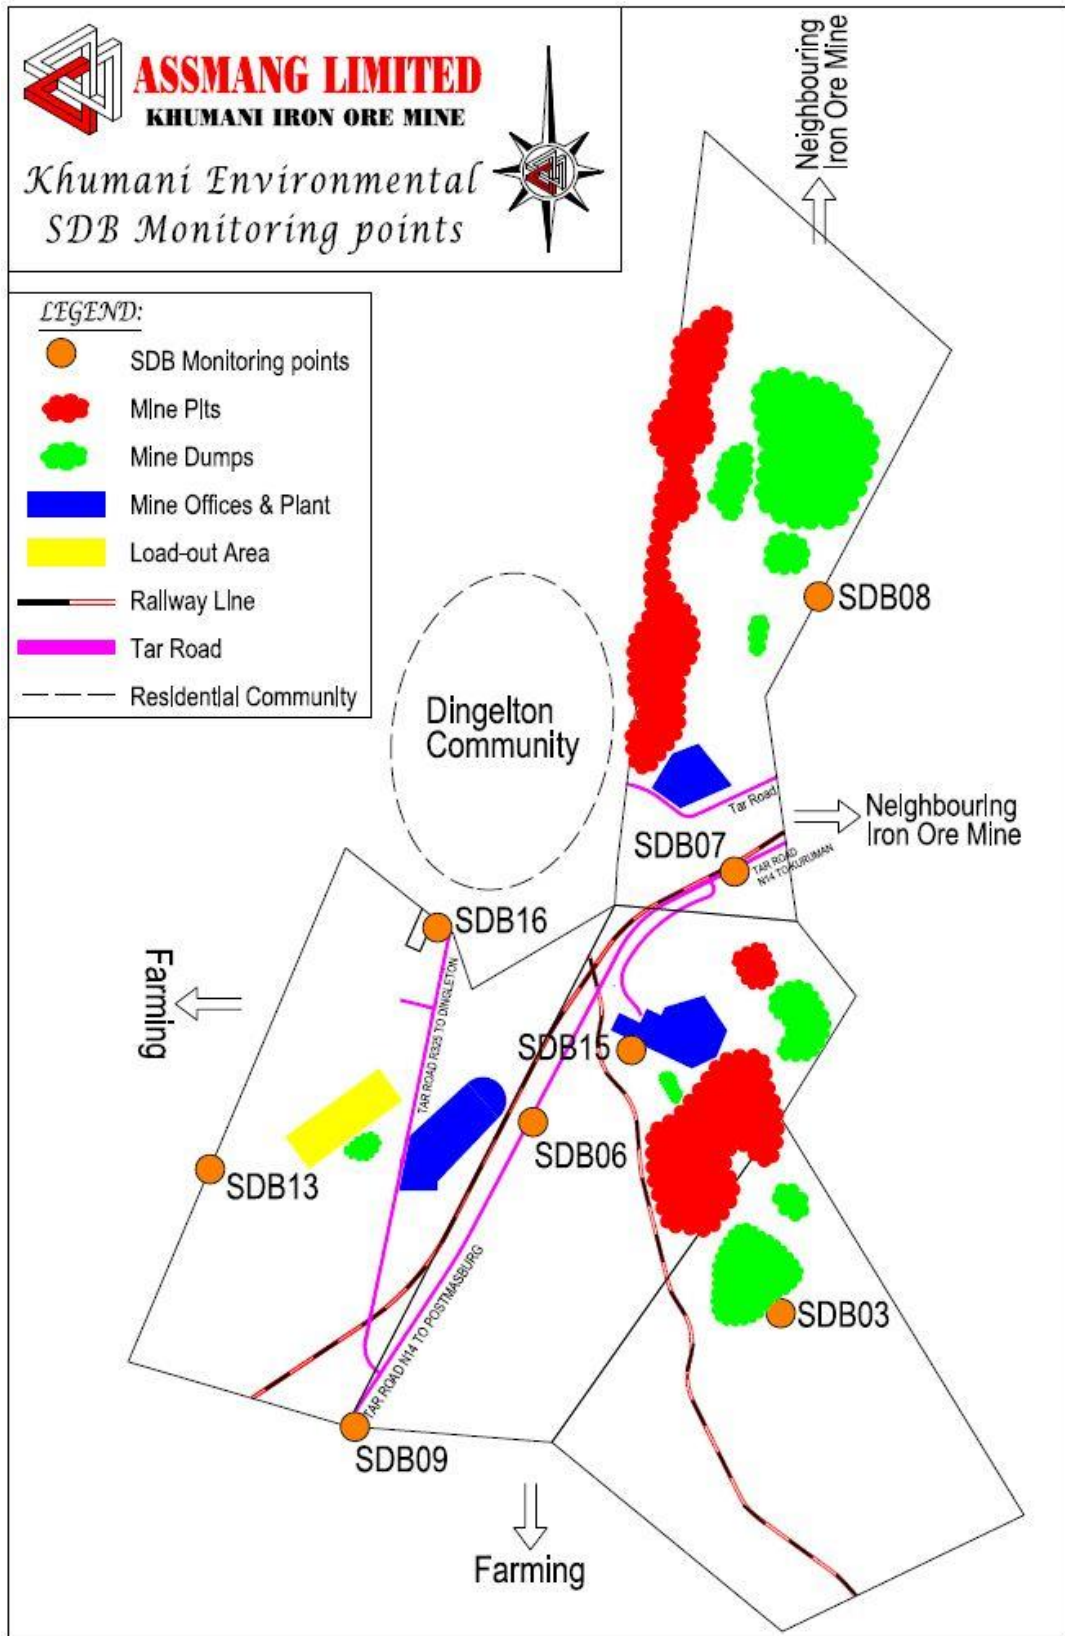 ASSMANG LIMITED
KHUMANI IRON ORE MINE
Khumani Environmental
SDB Monitoring points
Neighbouring
Iron Ore Mine
LEGEND:
SDB Monitoring points
Mine Pits
Mine Dumps
Mine Offices & Plant
Load-out Area
Railway Line
Tar Road
Residential Community
SDB08
Dingelton
Community
Tar Road
Neighbouring
Iron Ore Mine
SDB07
TAR ROAD
N14 TO KURUMAN
SDB16
Farming
TAR ROAD R325 TO DINGLETON
SDB15
SDB06
SDB13
TAR ROAD N14 TO POSTMASBURG
SDB03
SDB09
Farming